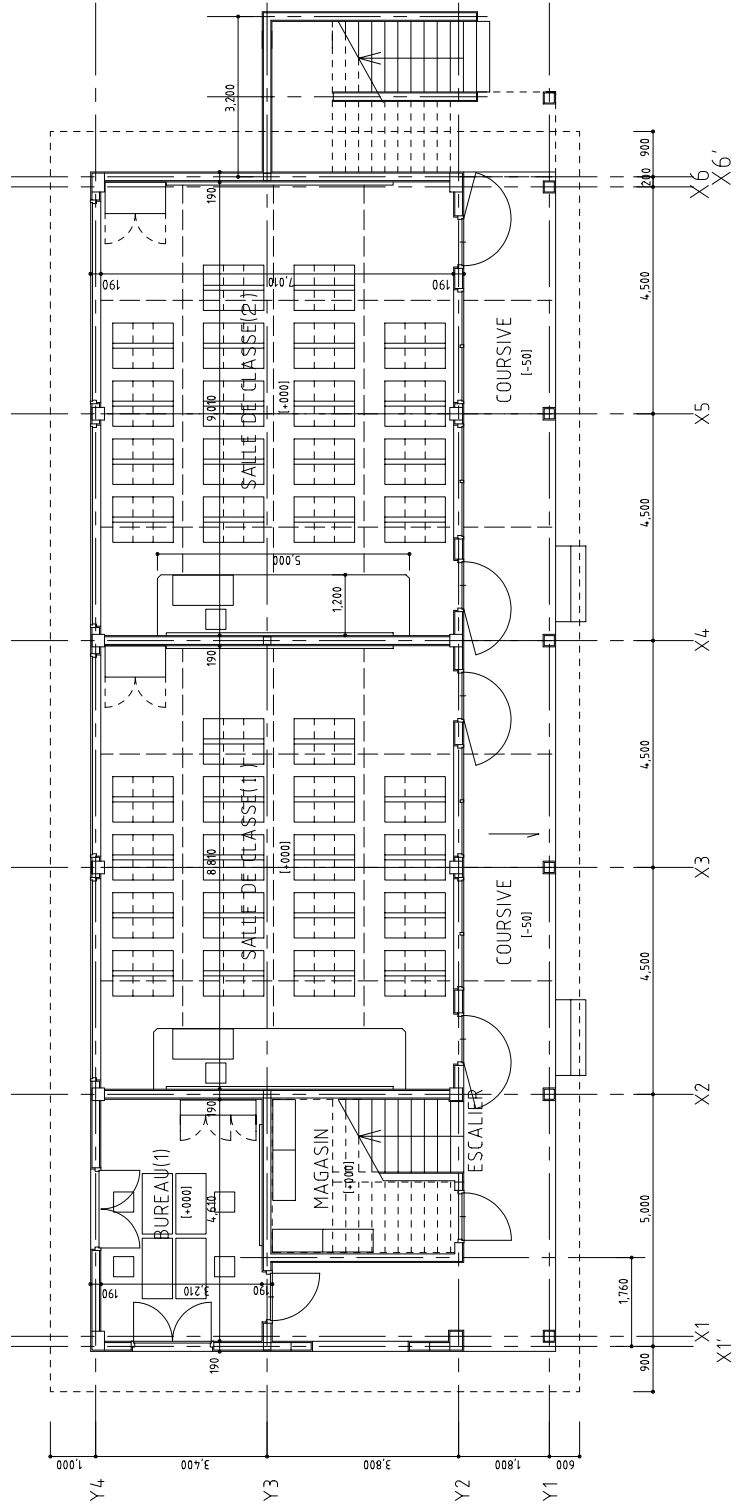 3,200
900
200
X6
X6'
190
190
7,010
190
4,500
SALLE DE CLASSE(2)
[+000]
9,010
COURSIVE
[-50]
X5
4,500
5,000
1,200
X4
190
4,500
SALLE DE CLASSE(1)
[+000]
8,810
X3
COURSIVE
[-50]
4,500
X2
190
ESCALIER
MAGASIN
[+000]
BUREAU(1)
[+000]
4,610
5,000
190
3,210
190
1,760
X1
X1'
190
900
1,000
3,400
3,800
1,800
600
Y4
Y3
Y2
Y1